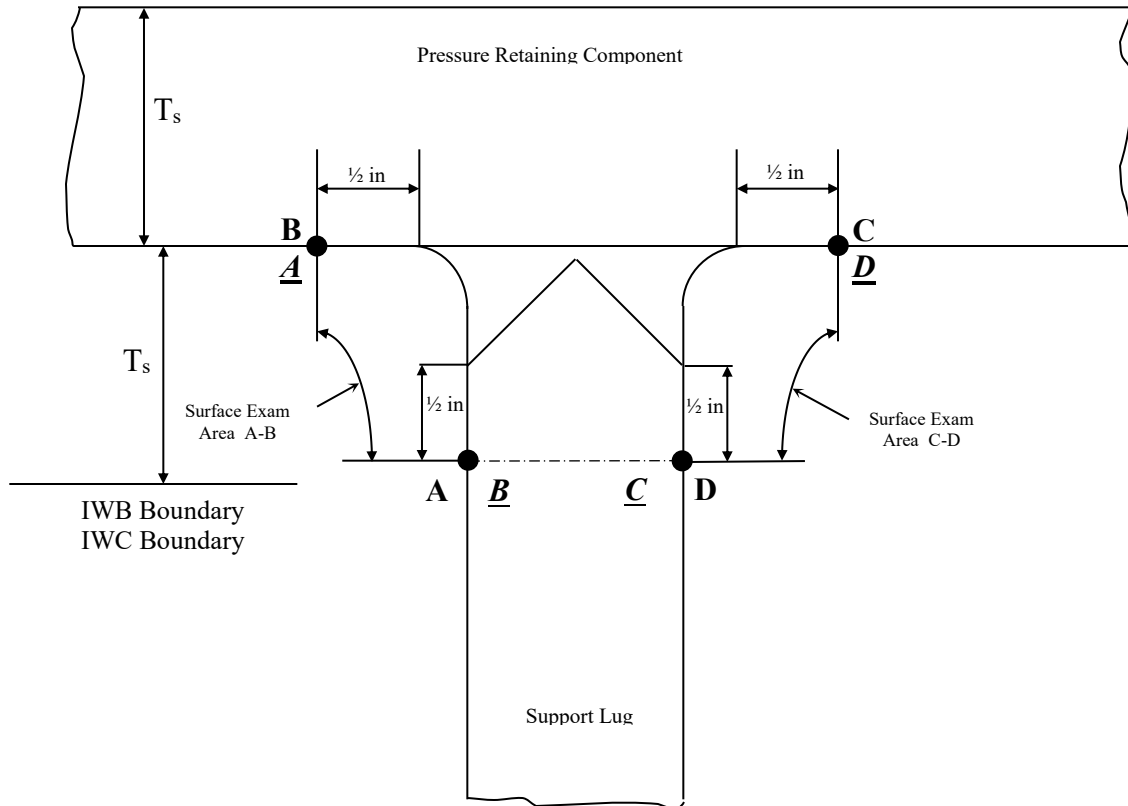 Pressure Retaining Component
Ts
½ in
½ in
B
C
A
D
Ts
½ in
½ in
Surface Exam
Area A-B
Surface Exam
Area C-D
A B C D
IWB Boundary
IWC Boundary
Support Lug